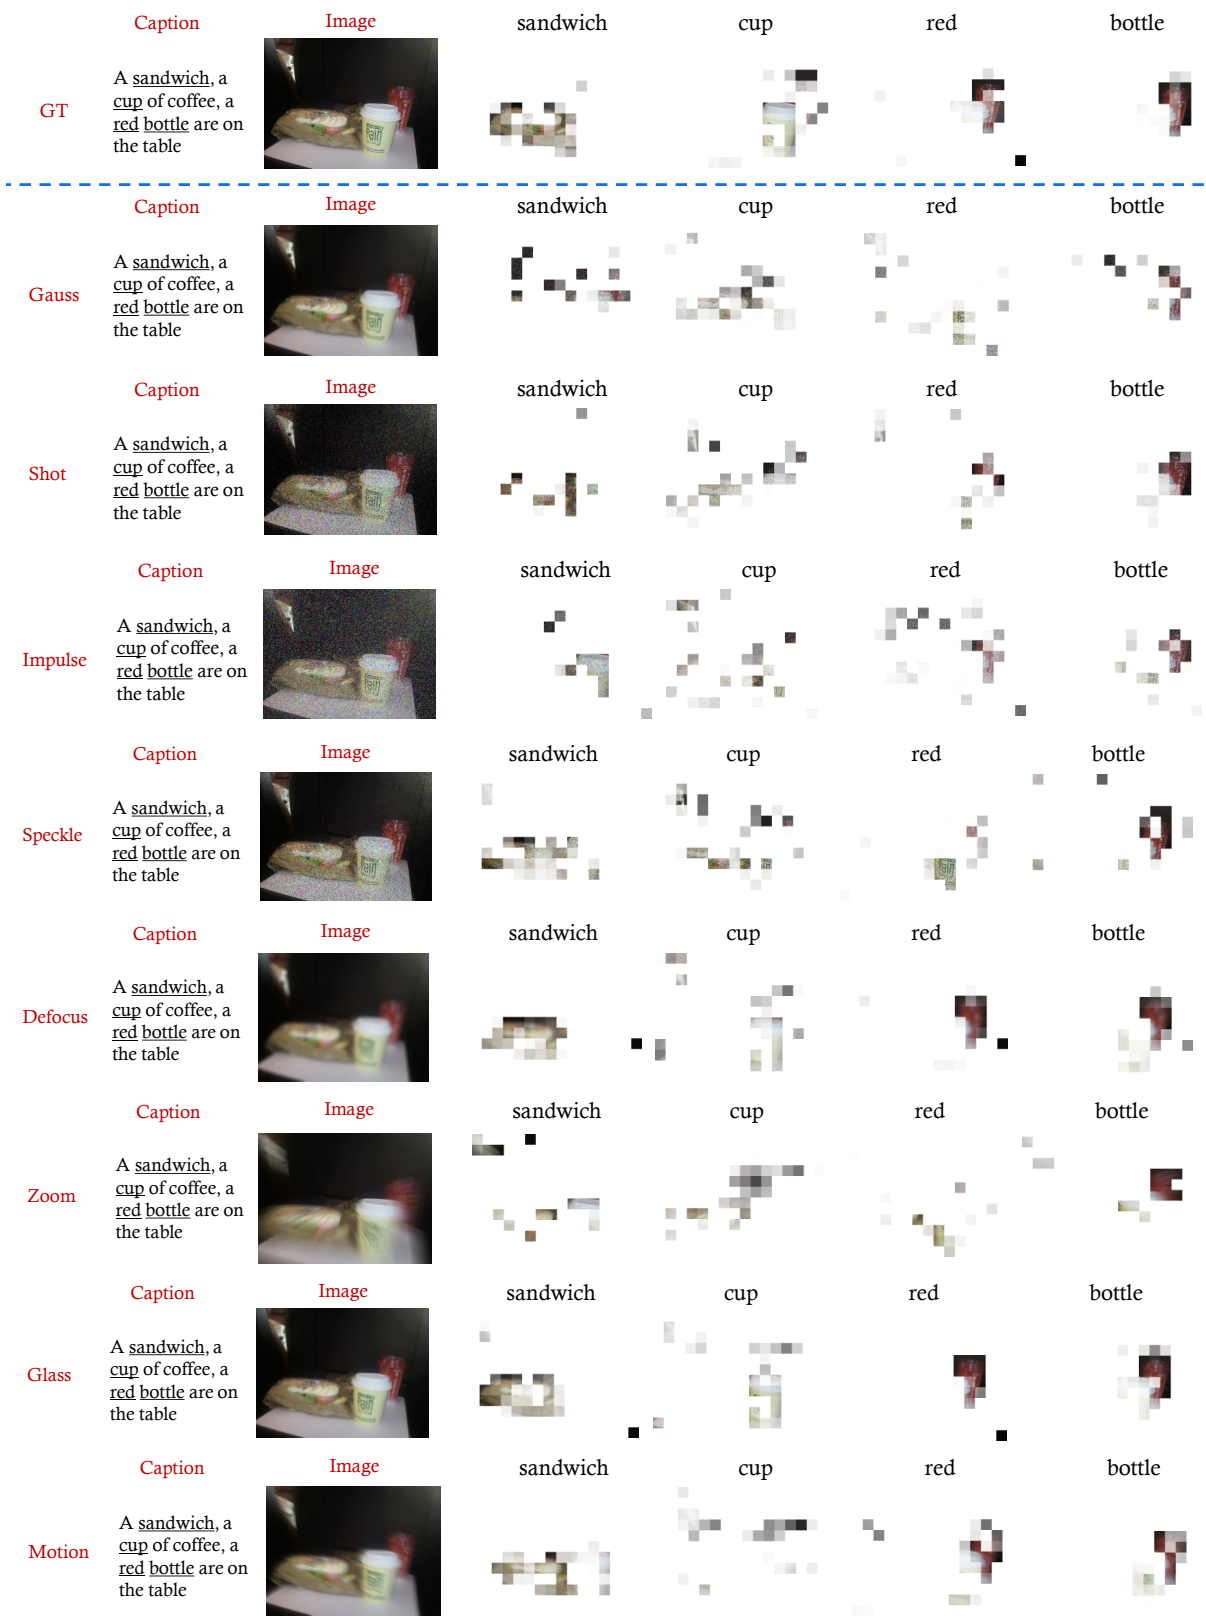 Caption Image sandwich cup red bottle
GT
A sandwich, a
cup of coffee, a
red bottle are on
the table
Pain
Caption Image sandwich cup red bottle
Gauss
A sandwich, a
cup of coffee, a
red bottle are on
the table
Pain
Caption Image sandwich cup red bottle
Shot
A sandwich, a
cup of coffee, a
red bottle are on
the table
Pain
Caption Image sandwich cup red bottle
Impulse
A sandwich, a
cup of coffee, a
red bottle are on
the table
Pain
Caption Image sandwich cup red bottle
Speckle
A sandwich, a
cup of coffee, a
red bottle are on
the table
Pain
Caption Image sandwich cup red bottle
Defocus
A sandwich, a
cup of coffee, a
red bottle are on
the table
Caption Image sandwich cup red bottle
Zoom
A sandwich, a
cup of coffee, a
red bottle are on
the table
Caption Image sandwich cup red bottle
Glass
A sandwich, a
cup of coffee, a
red bottle are on
the table
Pain
Caption Image sandwich cup red bottle
Motion
A sandwich, a
cup of coffee, a
red bottle are on
the table